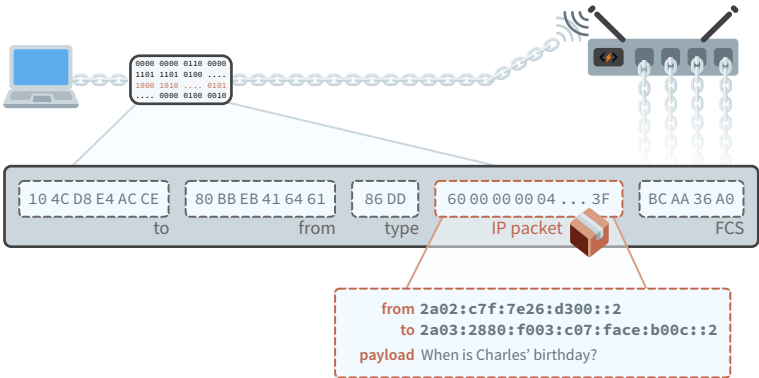 0000 0000 0110 0000
1101 1101 0100 ....
1000 1010 .... 0101
.... 0000 0100 0010
10 4C D8 E4 AC CE
80 BB EB 41 64 61
86 DD
60 00 00 00 04 ... 3F
BC AA 36 A0
to
from
type
IP packet
FCS
from 2a02:c7f:7e26:d300::2
to 2a03:2880:f003:c07:face:b00c::2
payload When is Charles’ birthday?